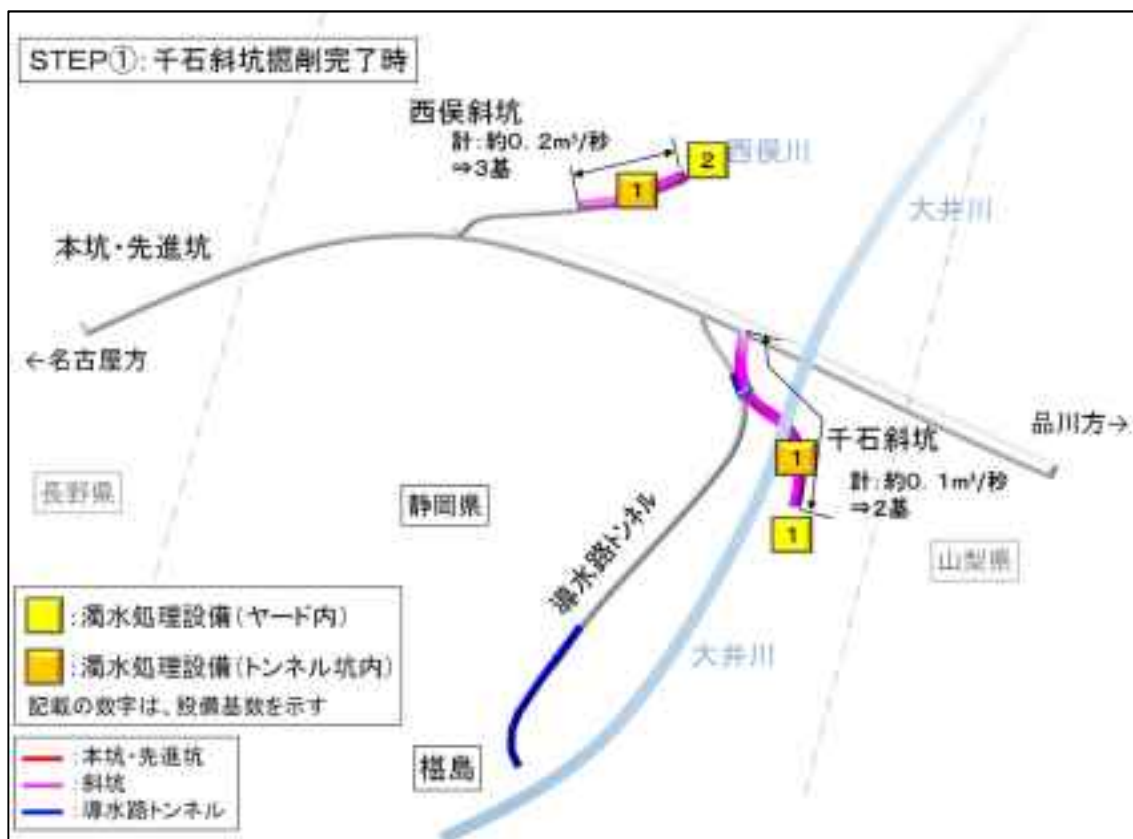 STEP①:千石斜坑掘削完了時
西俣斜坑
計:約0.2m³/秒
⇒3基
2
西俣川
1
大井川
本坑・先進坑
←名古屋方
品川方→
千石斜坑
1
計:約0.1m³/秒
⇒2基
1
長野県
静岡県
導水路トンネル
山梨県
:濁水処理設備(ヤード内)
:濁水処理設備(トンネル坑内)
記載の数字は、設備基数を示す
大井川
:本坑・先進坑
:斜坑
:導水路トンネル
椹島